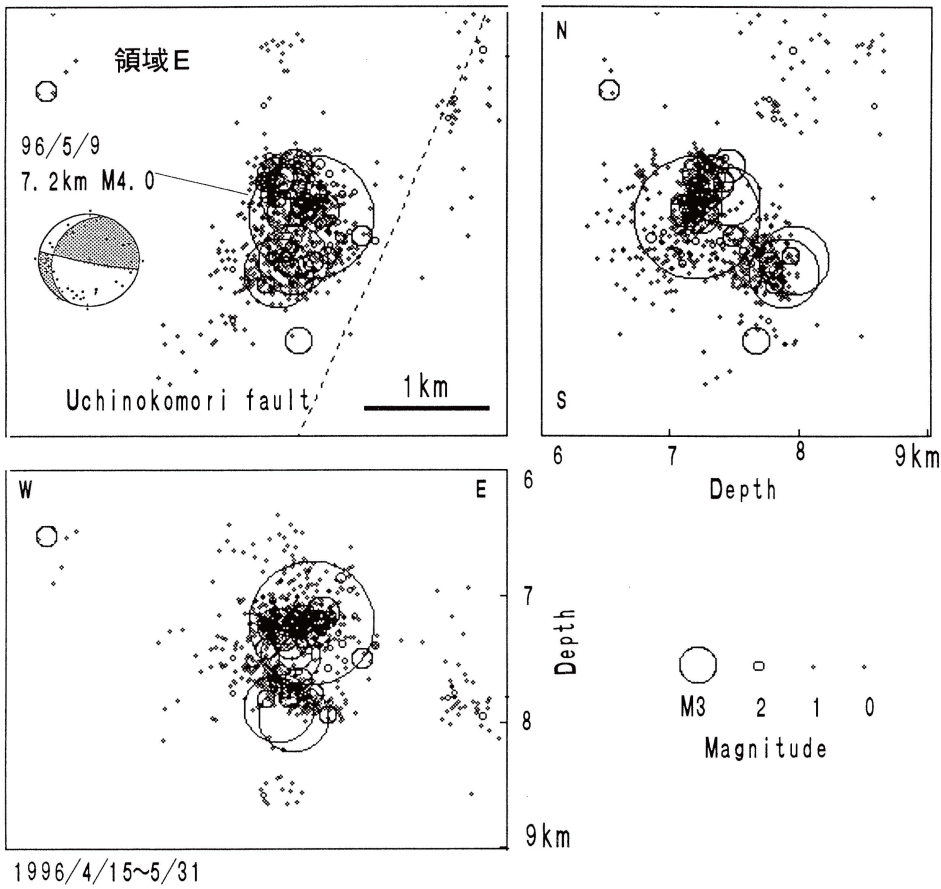 領域E
96/5/9
7.2km M4.0
Uchinokomori fault
1km
N
S
6 7 8 9km
Depth
W E
6
7
8
9km
Depth
M3 2 1 0
Magnitude
1996/4/15~5/31